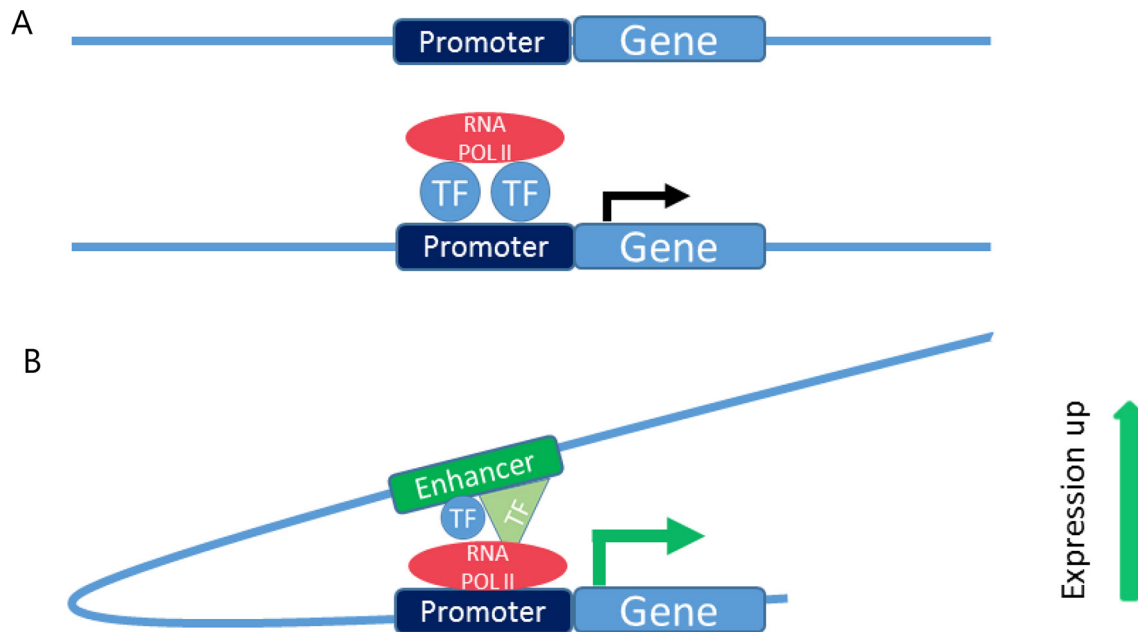 A
Promoter Gene
RNA
POL II
TF TF
Promoter Gene
B
Enhancer
TF TF
RNA
POL II
Promoter Gene
Expression up